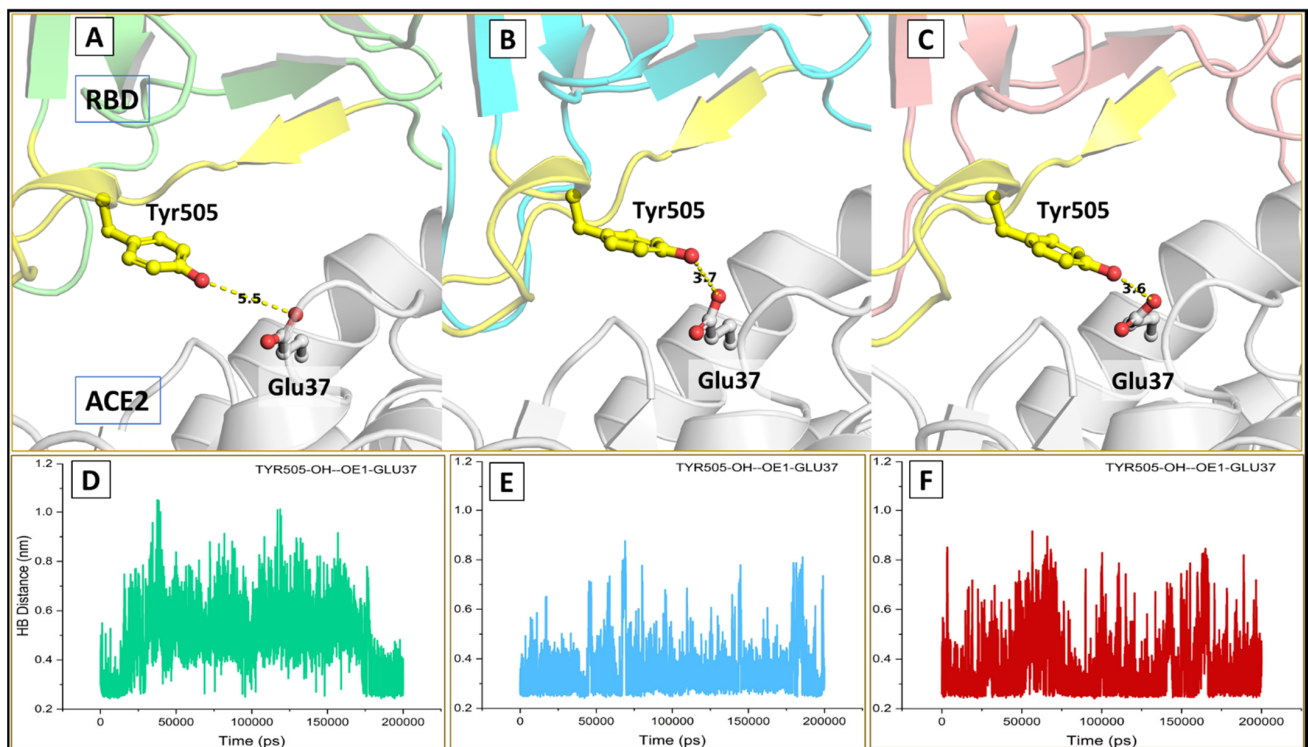 A
B
C
RBD
Tyr505
Tyr505
Tyr505
5.5
3.7
3.6
Glu37
Glu37
Glu37
ACE2
D
TYR505-OH--OE1-GLU37
E
TYR505-OH--OE1-GLU37
F
TYR505-OH--OE1-GLU37
HB Distance (nm)
1.2
1.0
0.8
0.6
0.4
0.2
1.2
1.0
0.8
0.6
0.4
0.2
1.2
1.0
0.8
0.6
0.4
0.2
0 50000 100000 150000 200000
0 50000 100000 150000 200000
0 50000 100000 150000 200000
Time (ps)
Time (ps)
Time (ps)